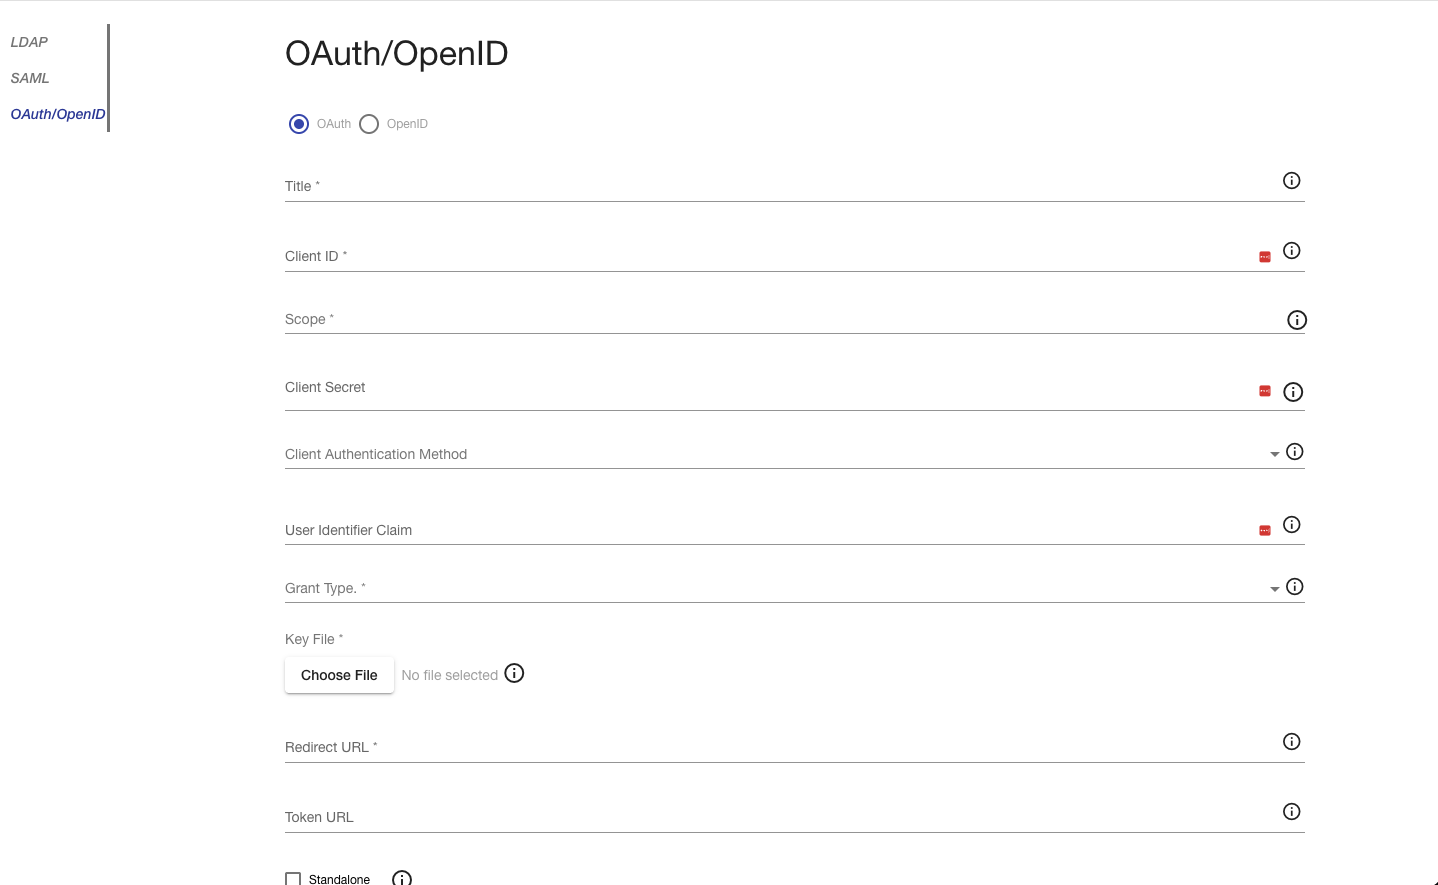 LDAP
SAML
OAuth/OpenID
OAuth/OpenID
OAuth OpenID
Title *
Client ID *
Scope *
Client Secret
Client Authentication Method
User Identifier Claim
Grant Type. *
Key File *
Choose File No file selected
Redirect URL *
Token URL
Standalone